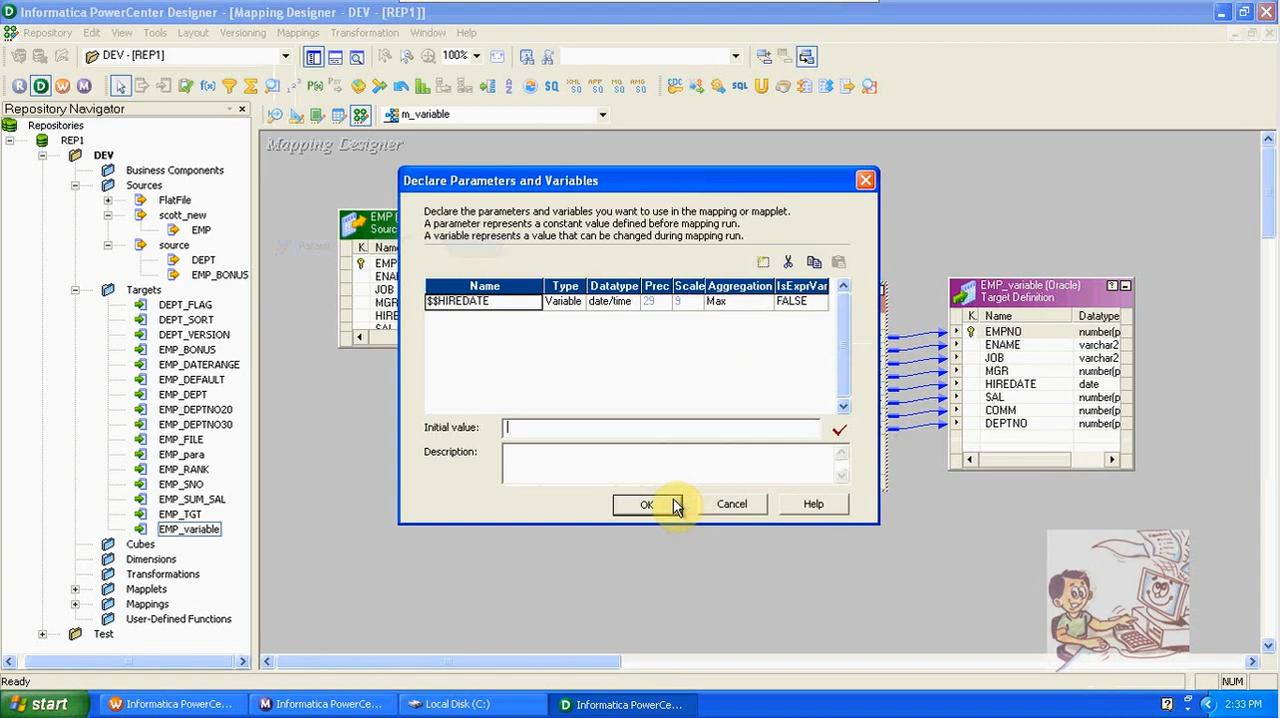 Informatica PowerCenter Designer - [Mapping Designer - DEV - [REP1]]
Repository Edit View Tools Layout Versioning Mappings Transformation Window Help
DEV - [REP1]
100%
m_variable
Repository Navigator
Repositories
REP1
DEV
Business Components
Sources
FlatFile
scott_new
EMP
source
DEPT
EMP_BONUS
Targets
DEPT_FLAG
DEPT_SORT
DEPT_VERSION
EMP_BONUS
EMP_DATERANGE
EMP_DEFAULT
EMP_DEPT
EMP_DEPTNO20
EMP_DEPTNO30
EMP_FILE
EMP_para
EMP_RANK
EMP_SNO
EMP_SUM_SAL
EMP_TGT
EMP_variable
Cubes
Dimensions
Transformations
Mapplets
Mappings
User-Defined Functions
Test
Mapping Designer
Declare Parameters and Variables
Declare the parameters and variables you want to use in the mapping or mapplet.
A parameter represents a constant value defined before mapping run.
A variable represents a value that can be changed during mapping run.
Name Type Datatype Prec Scale Aggregation IsExprVar
$$HIREDATE Variable date/time 29 9 Max FALSE
Initial value:
Description:
OK Cancel Help
EMP_variable (Oracle)
Target Definition
K. Name Datatype
EMPNO number(p
ENAME varchar2
JOB varchar2
MGR number(p
HIREDATE date
SAL number(p
COMM number(p
DEPTNO number(p
Ready
NUM
start
Informatica PowerCe...
Informatica PowerCe...
Local Disk (C:)
Informatica PowerCe...
2:33 PM